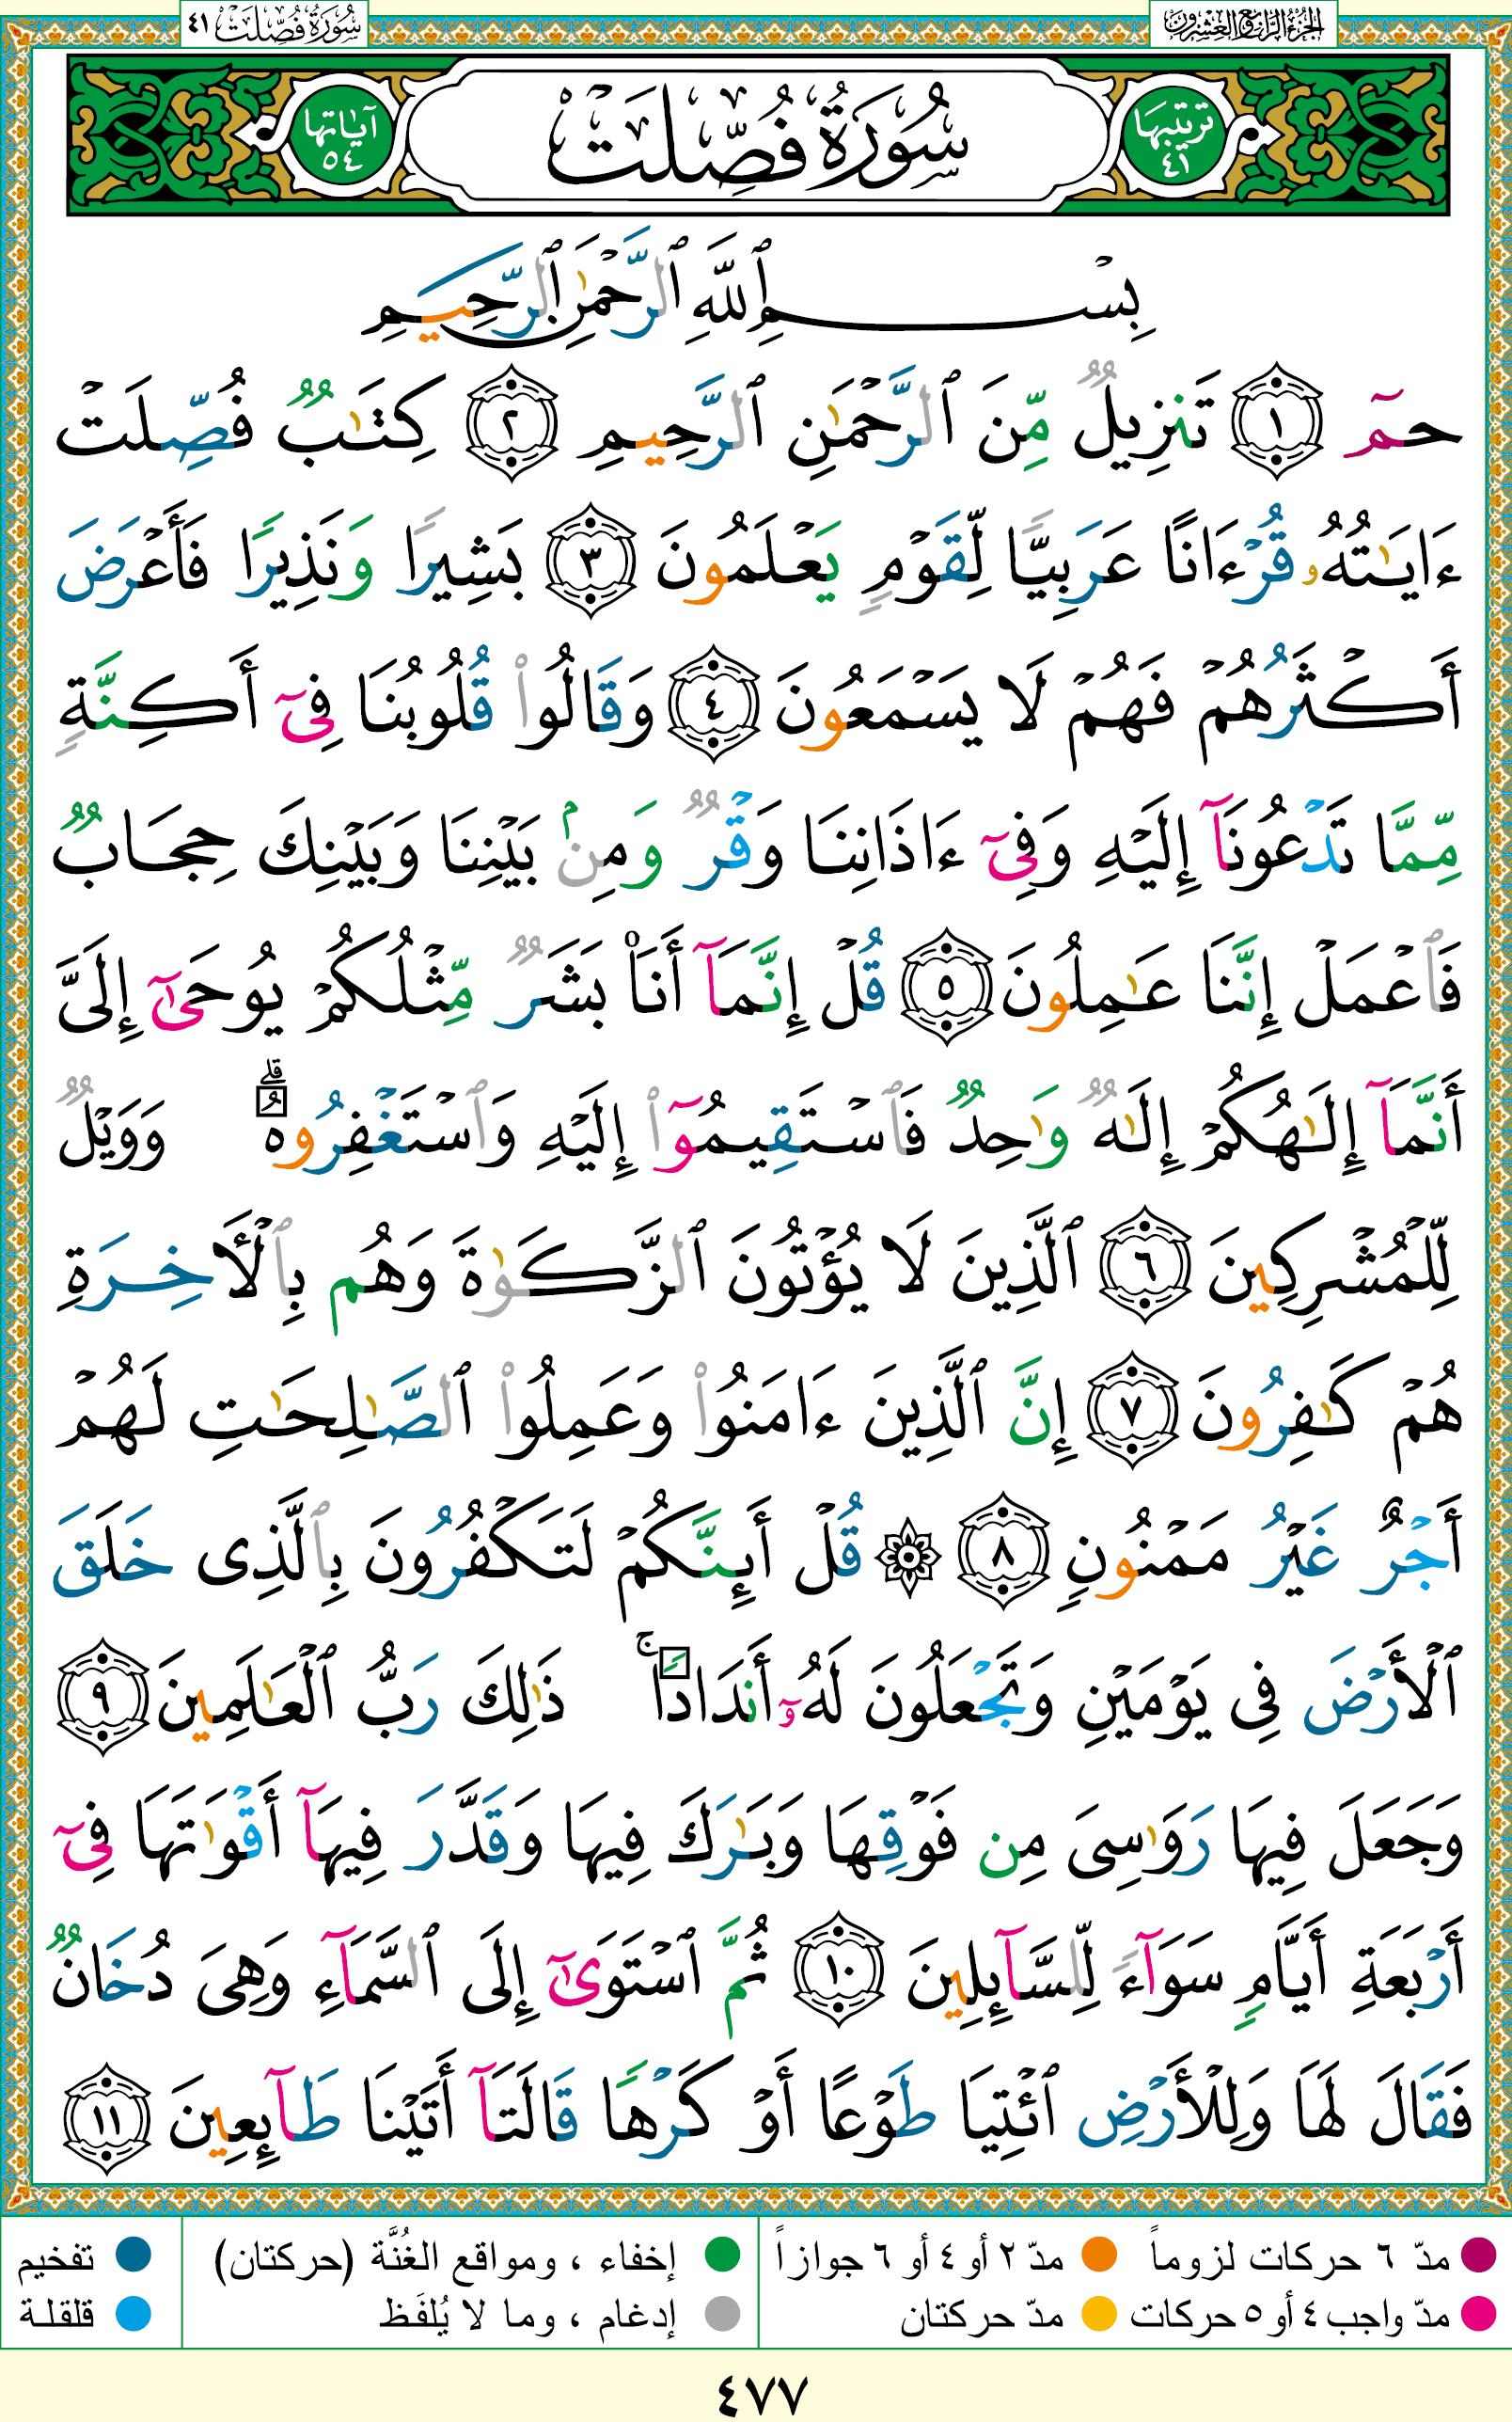 سُورَةُ فُصِّلَتْ ٤١
الجزء الرابع والعشرون
ترتيبها ٤١
سُورَةُ فُصِّلَتْ
آياتها ٥٤
بِسْمِ ٱللَّهِ ٱلرَّحْمَٰنِ ٱلرَّحِيمِ
حمٓ ١ تَنزِيلٌ مِّنَ ٱلرَّحْمَٰنِ ٱلرَّحِيمِ ٢ كِتَٰبٌ فُصِّلَتْ
ءَايَٰتُهُۥ قُرْءَانًا عَرَبِيًّا لِّقَوْمٍ يَعْلَمُونَ ٣ بَشِيرًا وَنَذِيرًا فَأَعْرَضَ
أَكْثَرُهُمْ فَهُمْ لَا يَسْمَعُونَ ٤ وَقَالُوا۟ قُلُوبُنَا فِىٓ أَكِنَّةٍ
مِّمَّا تَدْعُونَآ إِلَيْهِ وَفِىٓ ءَاذَانِنَا وَقْرٌ وَمِنۢ بَيْنِنَا وَبَيْنِكَ حِجَابٌ
فَٱعْمَلْ إِنَّنَا عَٰمِلُونَ ٥ قُلْ إِنَّمَآ أَنَا۠ بَشَرٌ مِّثْلُكُمْ يُوحَىٰٓ إِلَىَّ
أَنَّمَآ إِلَٰهُكُمْ إِلَٰهٌ وَٰحِدٌ فَٱسْتَقِيمُوٓا۟ إِلَيْهِ وَٱسْتَغْفِرُوهُ ۗ وَوَيْلٌ
لِّلْمُشْرِكِينَ ٦ ٱلَّذِينَ لَا يُؤْتُونَ ٱلزَّكَوٰةَ وَهُم بِٱلْـَٔاخِرَةِ
هُمْ كَٰفِرُونَ ٧ إِنَّ ٱلَّذِينَ ءَامَنُوا۟ وَعَمِلُوا۟ ٱلصَّٰلِحَٰتِ لَهُمْ
أَجْرٌ غَيْرُ مَمْنُونٍ ٨ ۞ قُلْ أَئِنَّكُمْ لَتَكْفُرُونَ بِٱلَّذِى خَلَقَ
ٱلْأَرْضَ فِى يَوْمَيْنِ وَتَجْعَلُونَ لَهُۥٓ أَندَادًا ۚ ذَٰلِكَ رَبُّ ٱلْعَٰلَمِينَ ٩
وَجَعَلَ فِيهَا رَوَٰسِىَ مِن فَوْقِهَا وَبَٰرَكَ فِيهَا وَقَدَّرَ فِيهَآ أَقْوَٰتَهَا فِىٓ
أَرْبَعَةِ أَيَّامٍ سَوَآءً لِّلسَّآئِلِينَ ١٠ ثُمَّ ٱسْتَوَىٰٓ إِلَى ٱلسَّمَآءِ وَهِىَ دُخَانٌ
فَقَالَ لَهَا وَلِلْأَرْضِ ٱئْتِيَا طَوْعًا أَوْ كَرْهًا قَالَتَآ أَتَيْنَا طَآئِعِينَ ١١
مدّ ٦ حركات لزوماً
مدّ ٢ أو ٤ أو ٦ جوازاً
إخفاء ، ومواقع الغُنَّة (حركتان)
تفخيم
مدّ واجب ٤ أو ٥ حركات
مدّ حركتان
إدغام ، وما لا يُلفَظ
قلقلة
٤٧٧